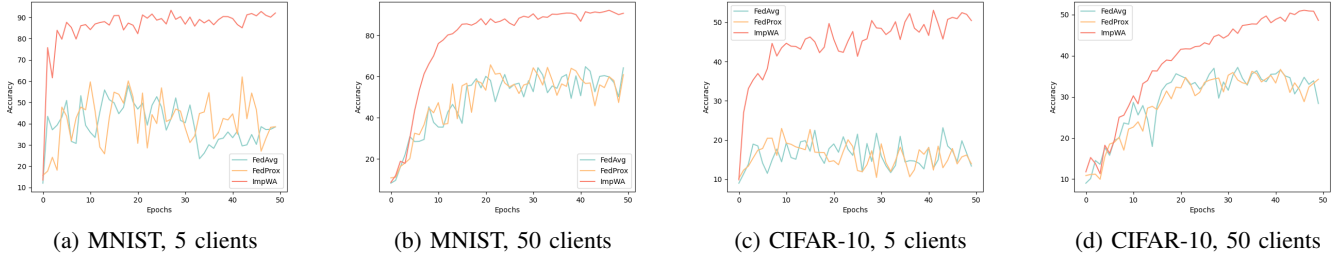 Accuracy
90
80
70
60
50
40
30
20
10
0
10
20
30
40
50
Epochs
FedAvg
FedProx
ImpWA
(a) MNIST, 5 clients
Accuracy
80
60
40
20
0
10
20
30
40
50
Epochs
FedAvg
FedProx
ImpWA
(b) MNIST, 50 clients
Accuracy
50
40
30
20
10
0
10
20
30
40
50
Epochs
FedAvg
FedProx
ImpWA
(c) CIFAR-10, 5 clients
Accuracy
50
40
30
20
10
0
10
20
30
40
50
Epochs
FedAvg
FedProx
ImpWA
(d) CIFAR-10, 50 clients